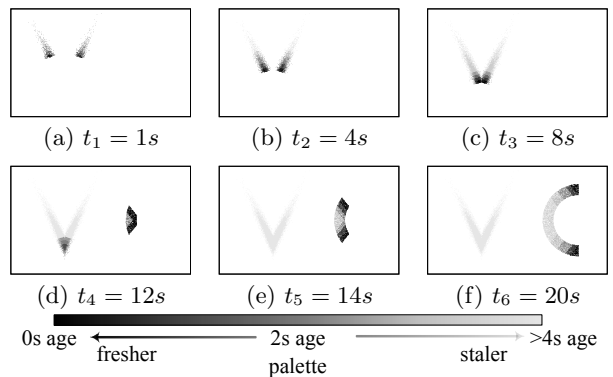 (a) t₁ = 1s (b) t₂ = 4s (c) t₃ = 8s
(d) t₄ = 12s (e) t₅ = 14s (f) t₆ = 20s
0s age 2s age >4s age
fresher staler
palette